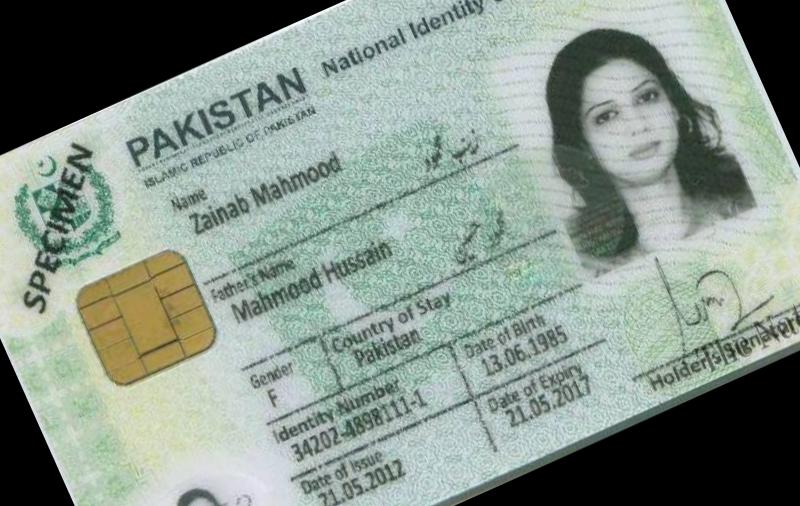 PAKISTAN National Identity
ISLAMIC REPUBLIC OF PAKISTAN
SPECIMEN
Name
Zainab Mahmood
زینب محمود
Father's Name
Mahmood Hussain
محمود حسین
Gender
F
Country of Stay
Pakistan
Identity Number
34202-4898111-1
Date of Birth
13.06.1985
Date of Issue
21.05.2012
Date of Expiry
21.05.2017
Holder's Signature